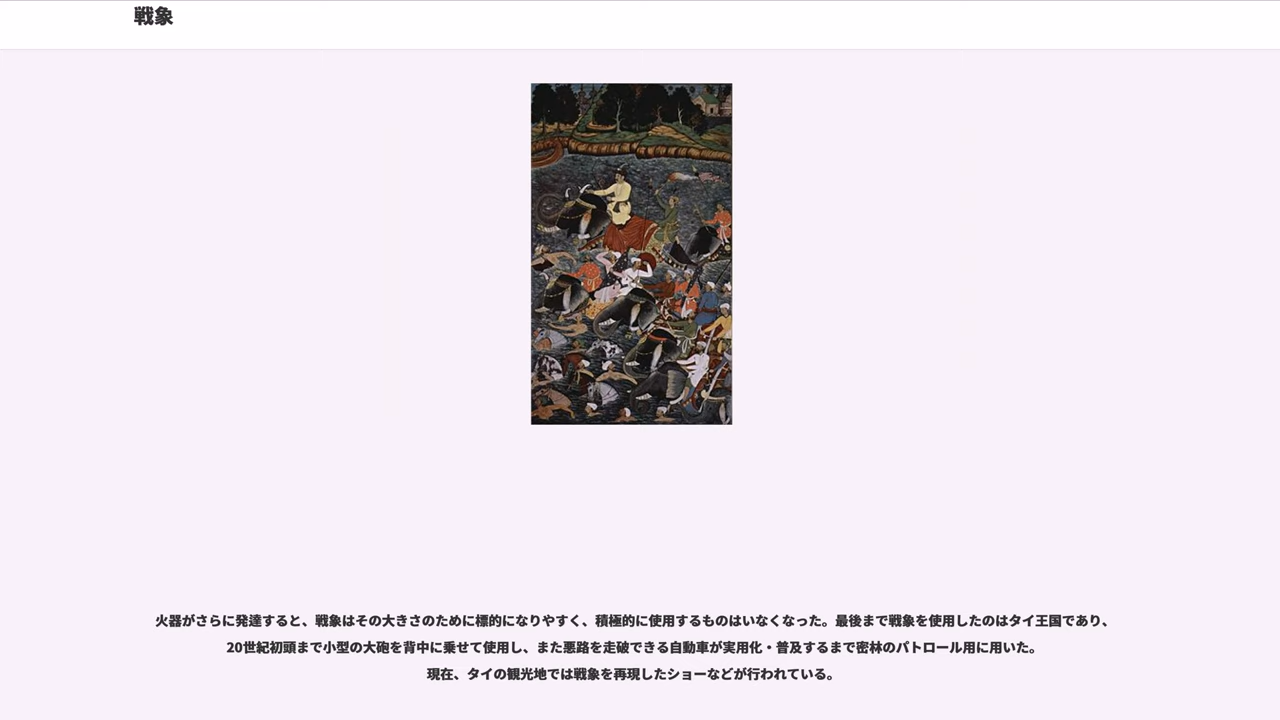 戦象
火器がさらに発達すると、戦象はその大きさのために標的になりやすく、積極的に使用するものはいなくなった。最後まで戦象を使用したのはタイ王国であり、
20世紀初頭まで小型の大砲を背中に乗せて使用し、また悪路を走破できる自動車が実用化・普及するまで密林のパトロール用に用いた。
現在、タイの観光地では戦象を再現したショーなどが行われている。